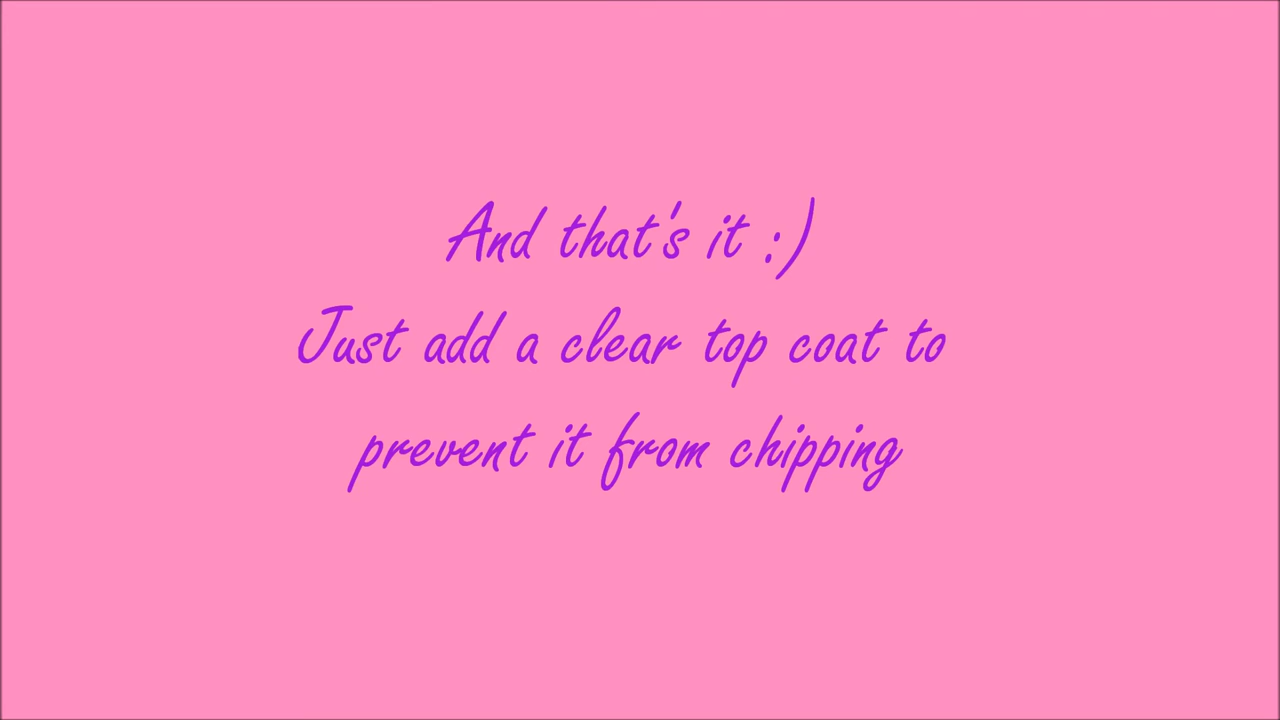 And that's it :)
Just add a clear top coat to
prevent it from chipping